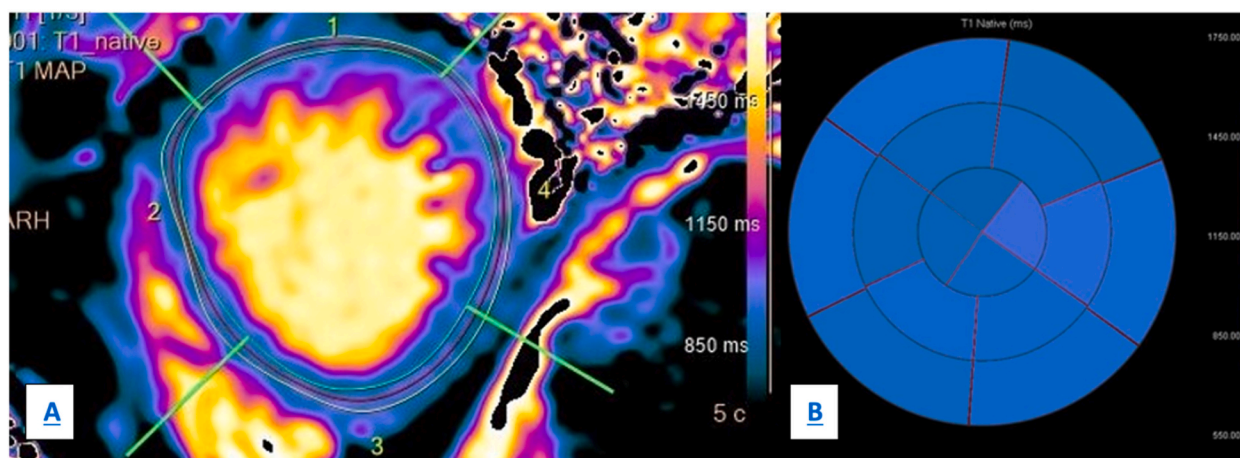 001: T1_native
T1 MAP
ARH
1
2
3
4
1450 ms
1150 ms
850 ms
5 c
A
T1 Native (ms)
1750.00
1450.00
1150.00
850.00
550.00
B